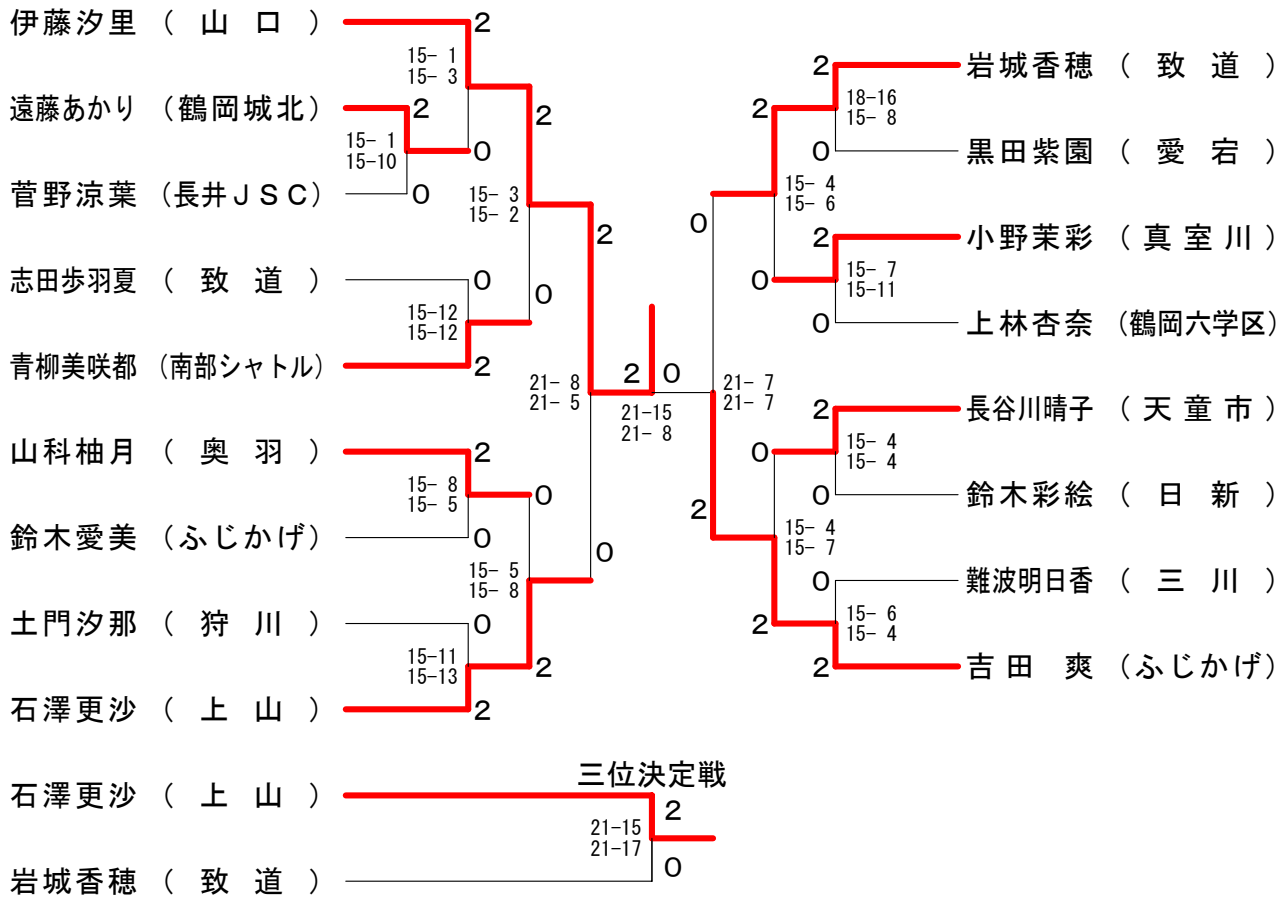 伊藤汐里 （ 山 口 ） 2
15- 1
15- 3
遠藤あかり （鶴岡城北） 2
15- 1
15-10
0
2
菅野涼葉 （長井ＪＳＣ） 0
15- 3
15- 2
志田歩羽夏 （ 致 道 ） 0
15-12
15-12
0
青柳美咲都 （南部シャトル） 2
2
21- 8
21- 5
山科柚月 （ 奥 羽 ） 2
15- 8
15- 5
0
鈴木愛美 （ふじかげ） 0
15- 5
15- 8
0
土門汐那 （ 狩 川 ） 0
15-11
15-13
2
石澤更沙 （ 上 山 ） 2
2 0
21-15
21- 8
2 岩城香穂 （ 致 道 ）
18-16
15- 8
2
0 黒田紫園 （ 愛 宕 ）
15- 4
15- 6
0
2 小野茉彩 （ 真 室 川 ）
15- 7
15-11
0
0 上林杏奈 （鶴岡六学区）
21- 7
21- 7
2 長谷川晴子 （ 天 童 市 ）
15- 4
15- 4
0
0 鈴木彩絵 （ 日 新 ）
2
15- 4
15- 7
0 難波明日香 （ 三 川 ）
15- 6
15- 4
2
2 吉田 爽 （ふじかげ）
三位決定戦
石澤更沙 （ 上 山 ） 2
21-15
21-17
岩城香穂 （ 致 道 ） 0